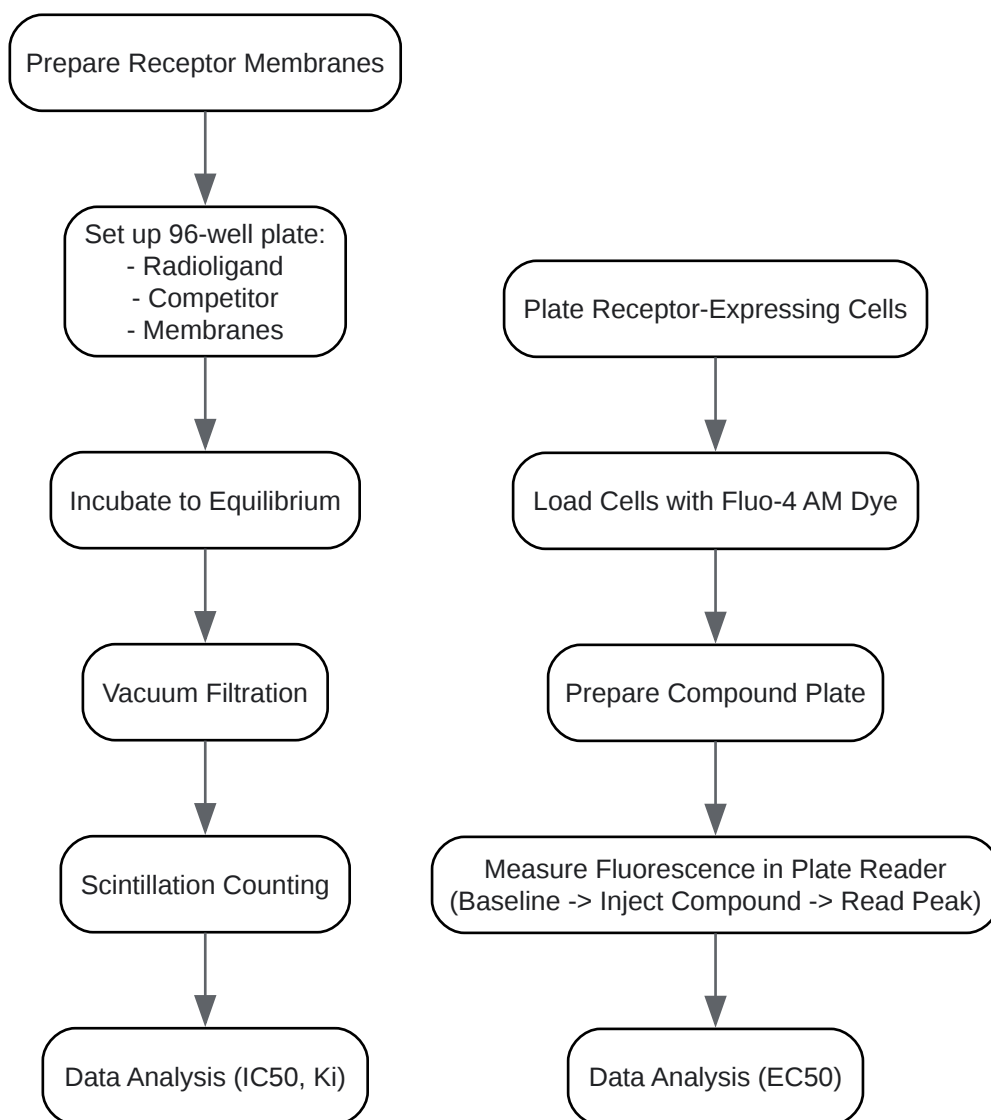 Prepare Receptor Membranes
Set up 96-well plate:
- Radioligand
- Competitor
- Membranes
Incubate to Equilibrium
Vacuum Filtration
Scintillation Counting
Data Analysis (IC50, Ki)
Plate Receptor-Expressing Cells
Load Cells with Fluo-4 AM Dye
Prepare Compound Plate
Measure Fluorescence in Plate Reader
(Baseline -> Inject Compound -> Read Peak)
Data Analysis (EC50)